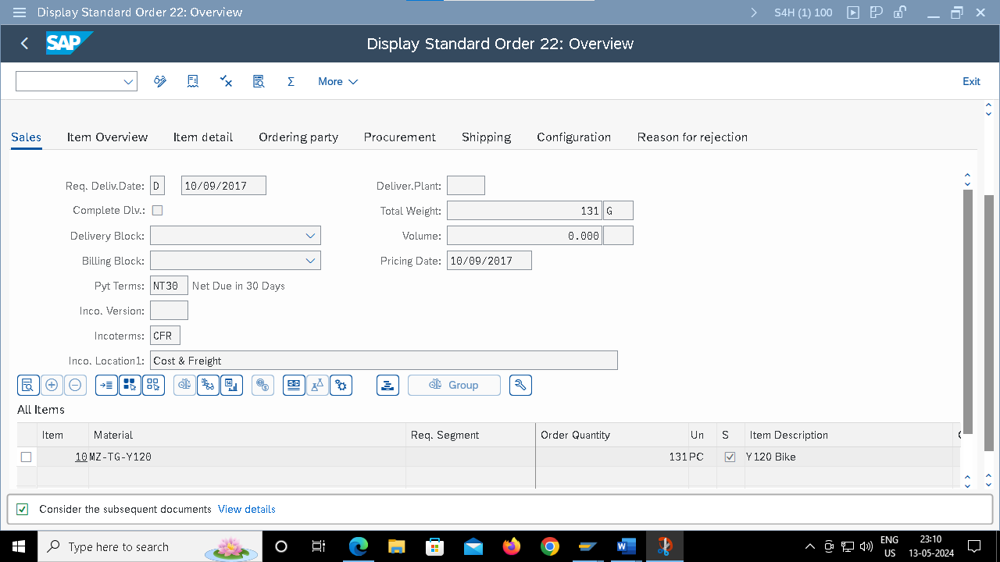 Display Standard Order 22: Overview
S4H (1) 100
SAP
Display Standard Order 22: Overview
More
Exit
Sales Item Overview Item detail Ordering party Procurement Shipping Configuration Reason for rejection
Req. Deliv.Date: D 10/09/2017 Deliver.Plant:
Complete Dlv.: Total Weight: 131 G
Delivery Block: Volume: 0.000
Billing Block: Pricing Date: 10/09/2017
Pyt Terms: NT30 Net Due in 30 Days
Inco. Version:
Incoterms: CFR
Inco. Location1: Cost & Freight
Group
All Items
Item Material Req. Segment Order Quantity Un S Item Description
10 MZ-TG-Y120 131 PC Y120 Bike
Consider the subsequent documents View details
Type here to search
ENG 23:10
US 13-05-2024